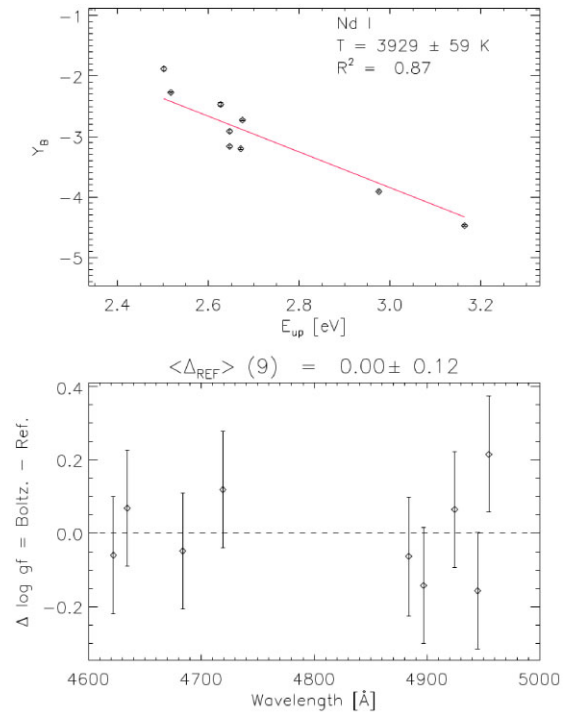 −1
−2
−3
−4
−5
Y_B
Nd I
T = 3929 ± 59 K
R² = 0.87
2.4 2.6 2.8 3.0 3.2
E_up [eV]
<Δ_REF> (9) = 0.00± 0.12
0.4
0.2
0.0
−0.2
Δ log gf = Boltz. − Ref.
4600 4700 4800 4900 5000
Wavelength [Å]